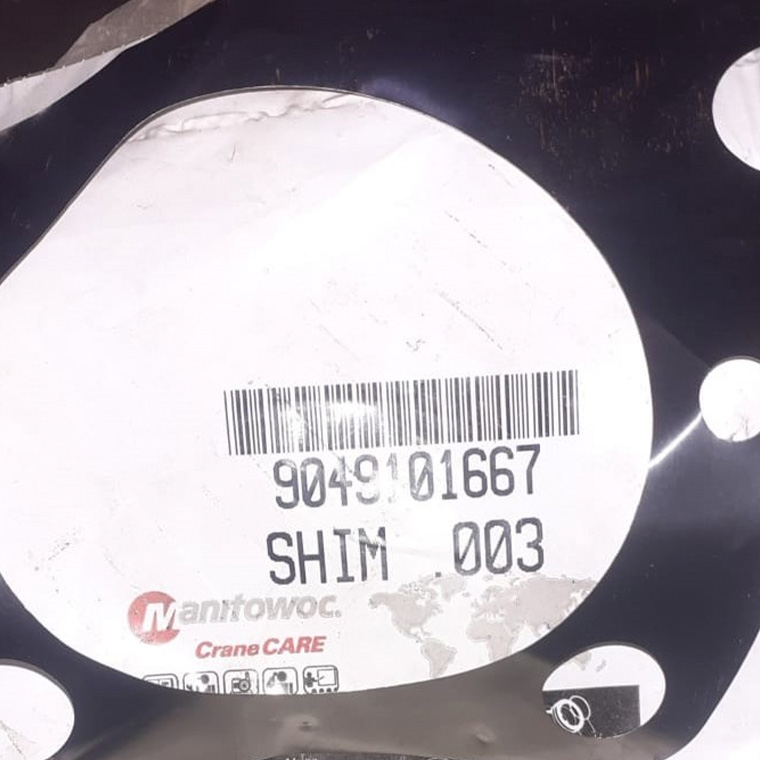 9049101667
SHIM .003
Manitowoc.
CraneCARE